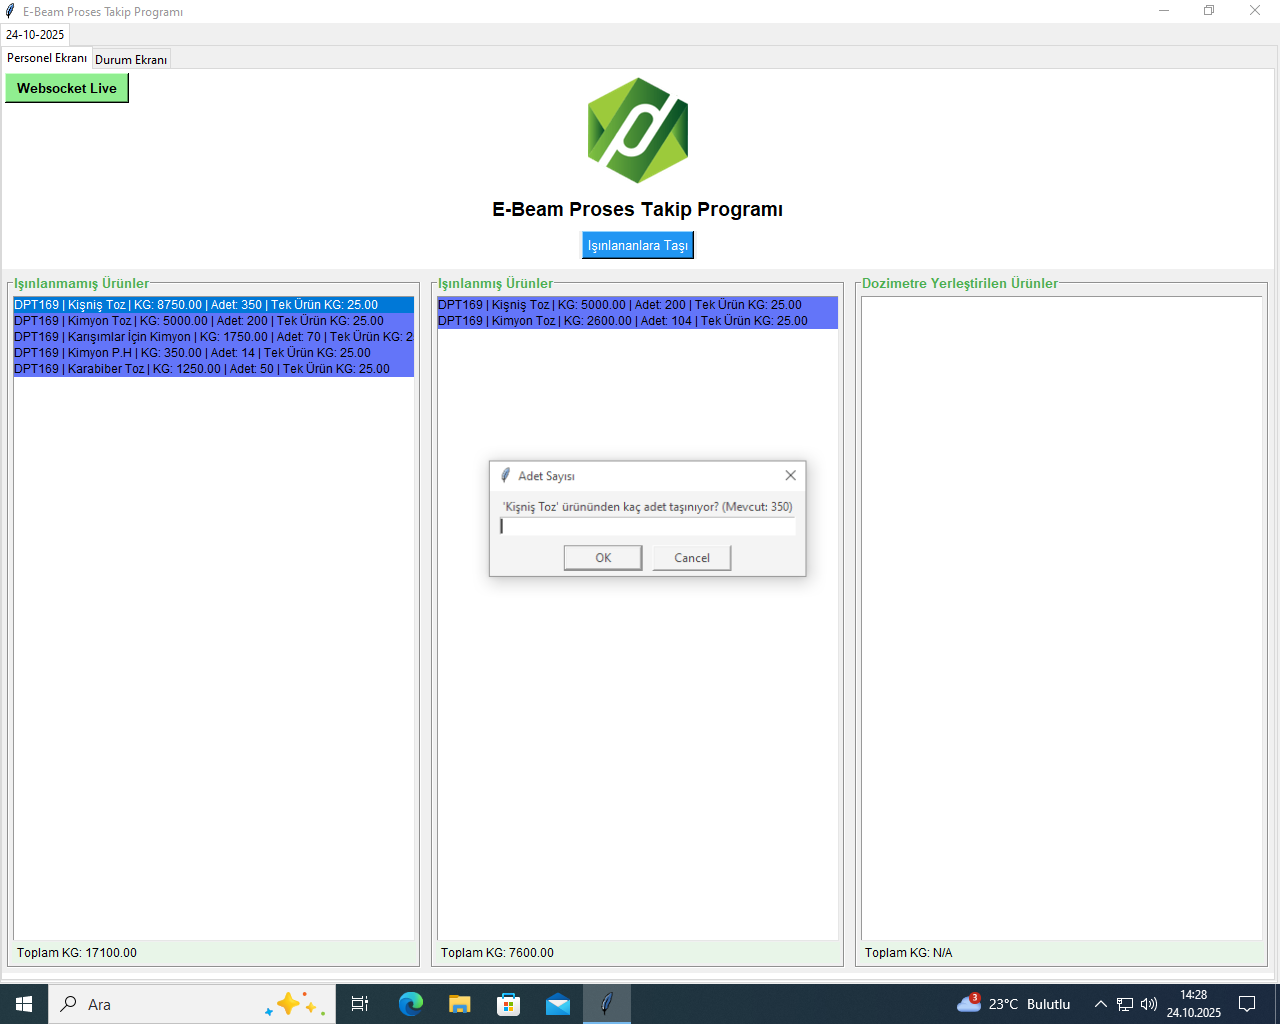 E-Beam Proses Takip Programı
24-10-2025
Personel Ekranı
Durum Ekranı
Websocket Live
E-Beam Proses Takip Programı
Işınlananlara Taşı
Işınlanmamış Ürünler
DPT169 | Kişniş Toz | KG: 8750.00 | Adet: 350 | Tek Ürün KG: 25.00
DPT169 | Kimyon Toz | KG: 5000.00 | Adet: 200 | Tek Ürün KG: 25.00
DPT169 | Karışımlar İçin Kimyon | KG: 1750.00 | Adet: 70 | Tek Ürün KG: 2
DPT169 | Kimyon P.H | KG: 350.00 | Adet: 14 | Tek Ürün KG: 25.00
DPT169 | Karabiber Toz | KG: 1250.00 | Adet: 50 | Tek Ürün KG: 25.00
Toplam KG: 17100.00
Işınlanmış Ürünler
DPT169 | Kişniş Toz | KG: 5000.00 | Adet: 200 | Tek Ürün KG: 25.00
DPT169 | Kimyon Toz | KG: 2600.00 | Adet: 104 | Tek Ürün KG: 25.00
Toplam KG: 7600.00
Dozimetre Yerleştirilen Ürünler
Toplam KG: N/A
Adet Sayısı
'Kişniş Toz' ürününden kaç adet taşınıyor? (Mevcut: 350)
OK
Cancel
Ara
3
23°C Bulutlu
14:28
24.10.2025